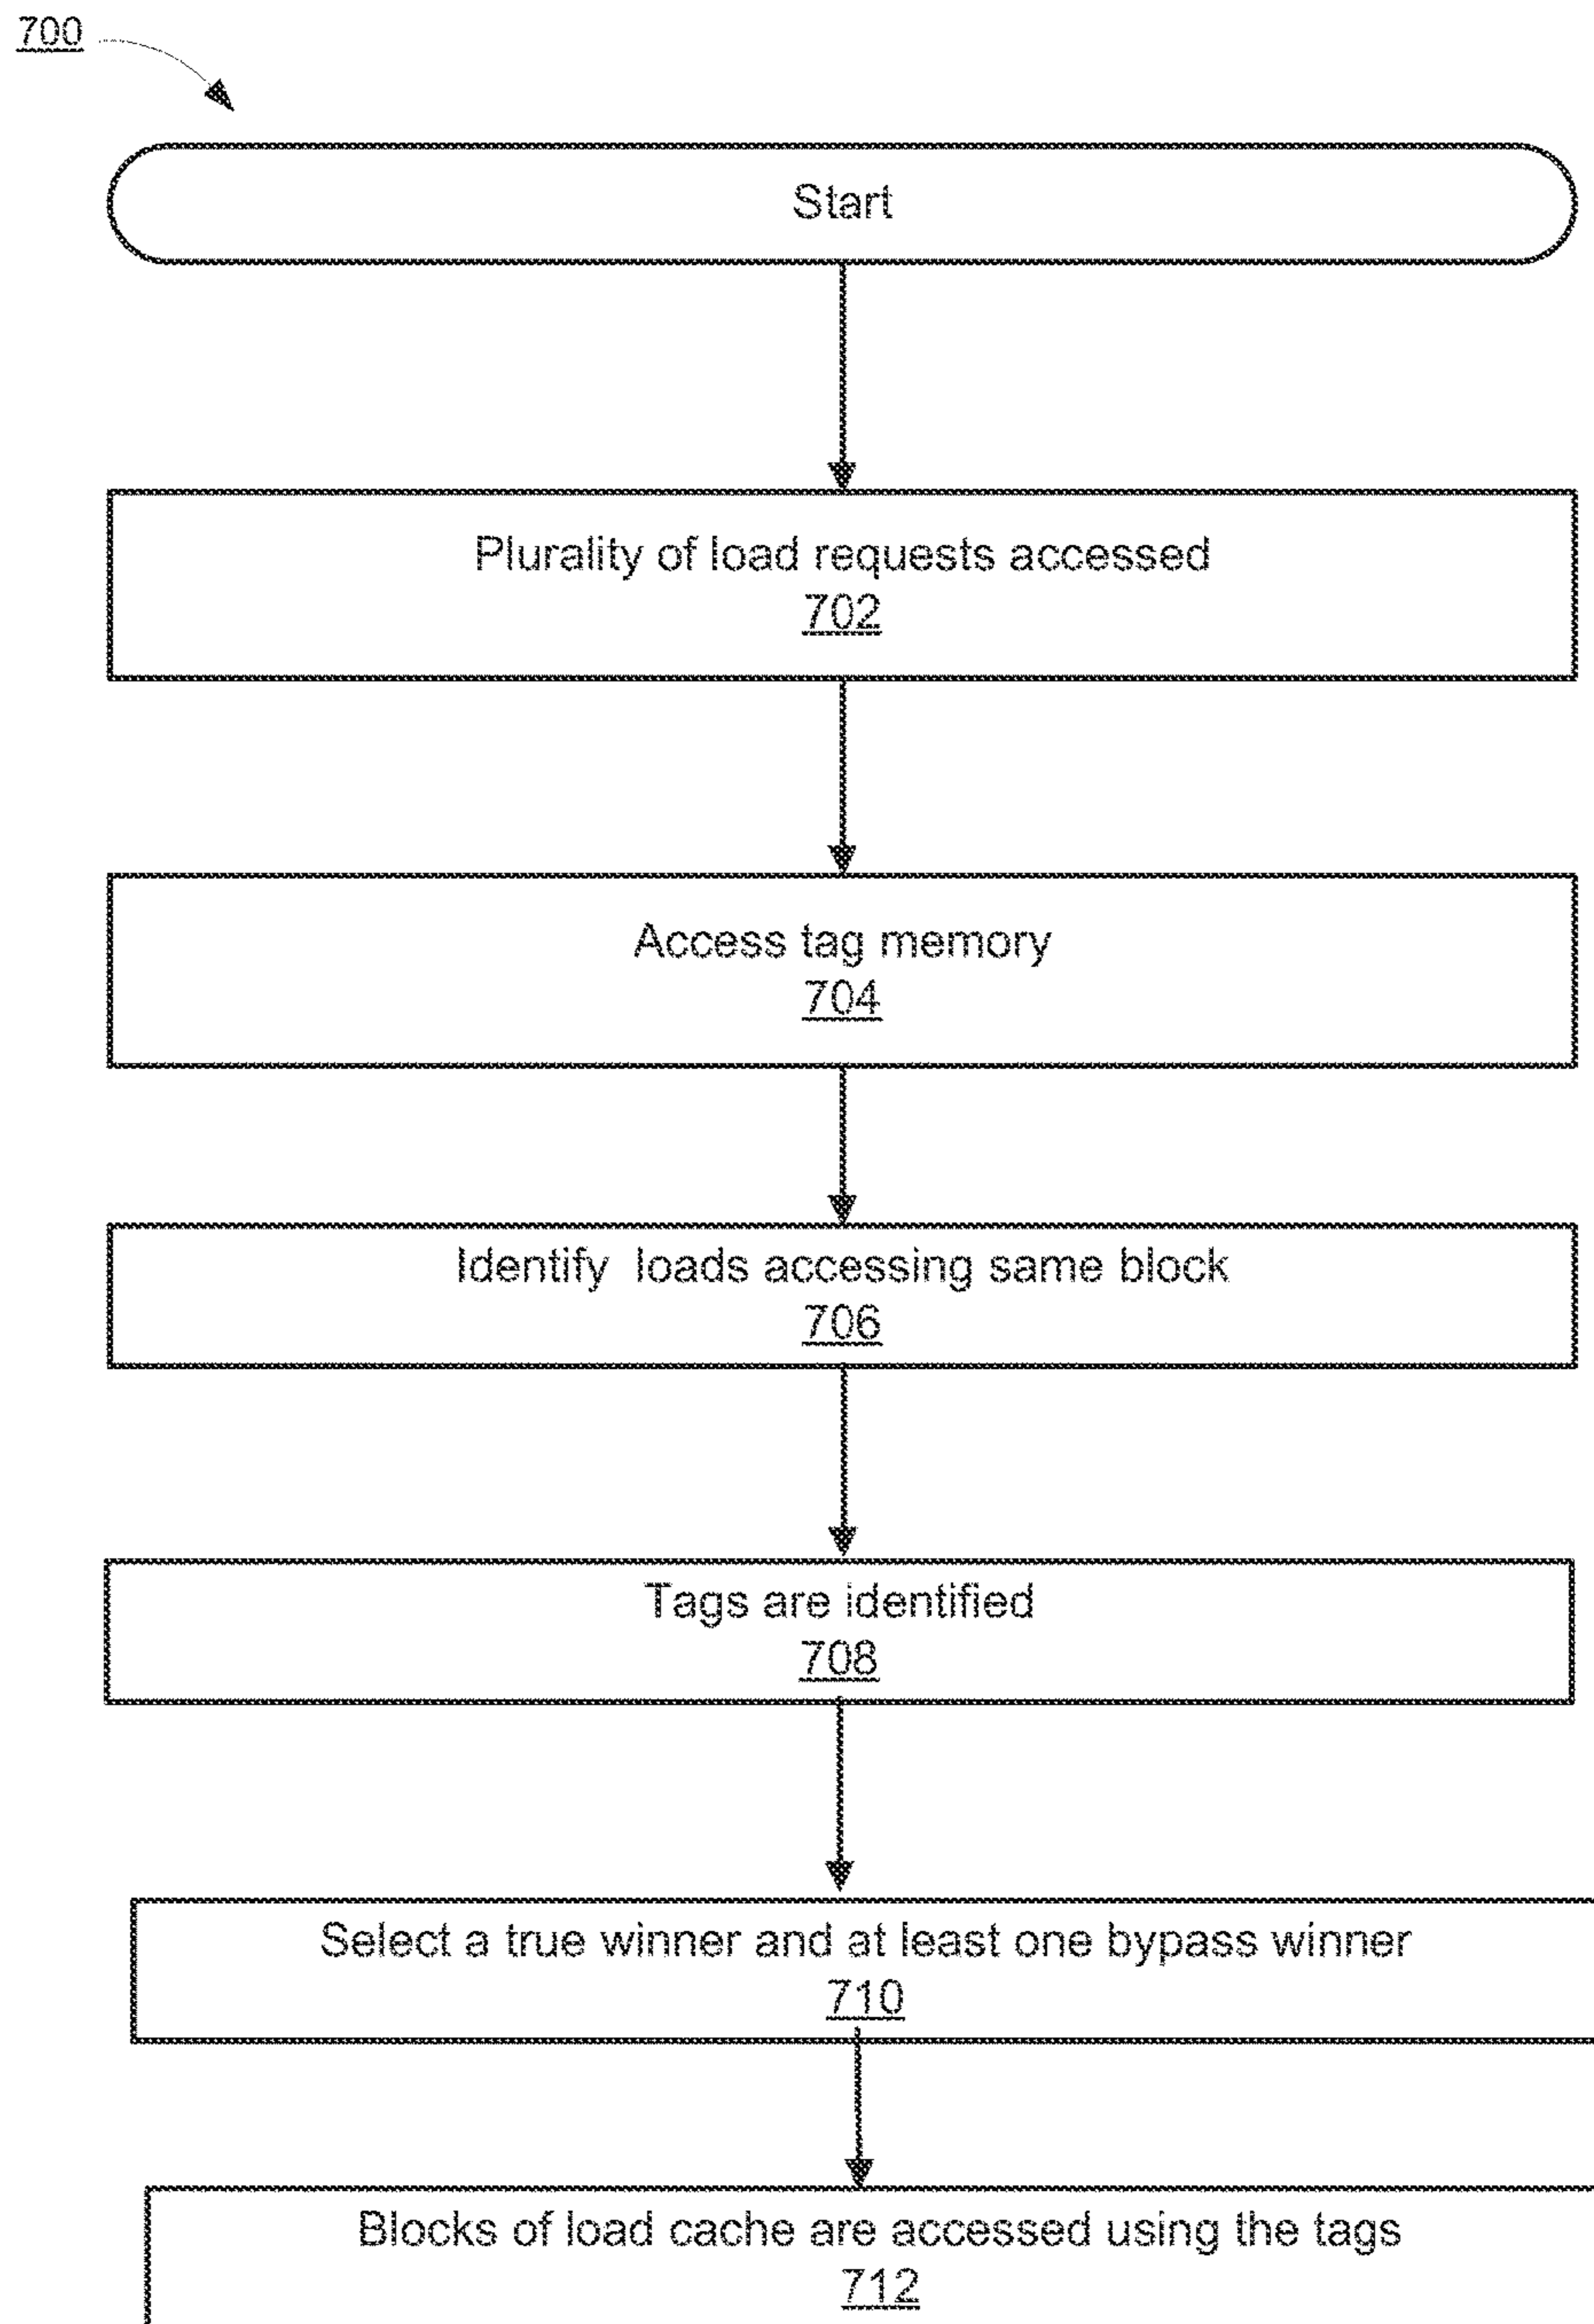 700
Start
Plurality of load requests accessed
702
Access tag memory
704
Identify loads accessing same block
706
Tags are identified
708
Select a true winner and at least one bypass winner
710
Blocks of load cache are accessed using the tags
712